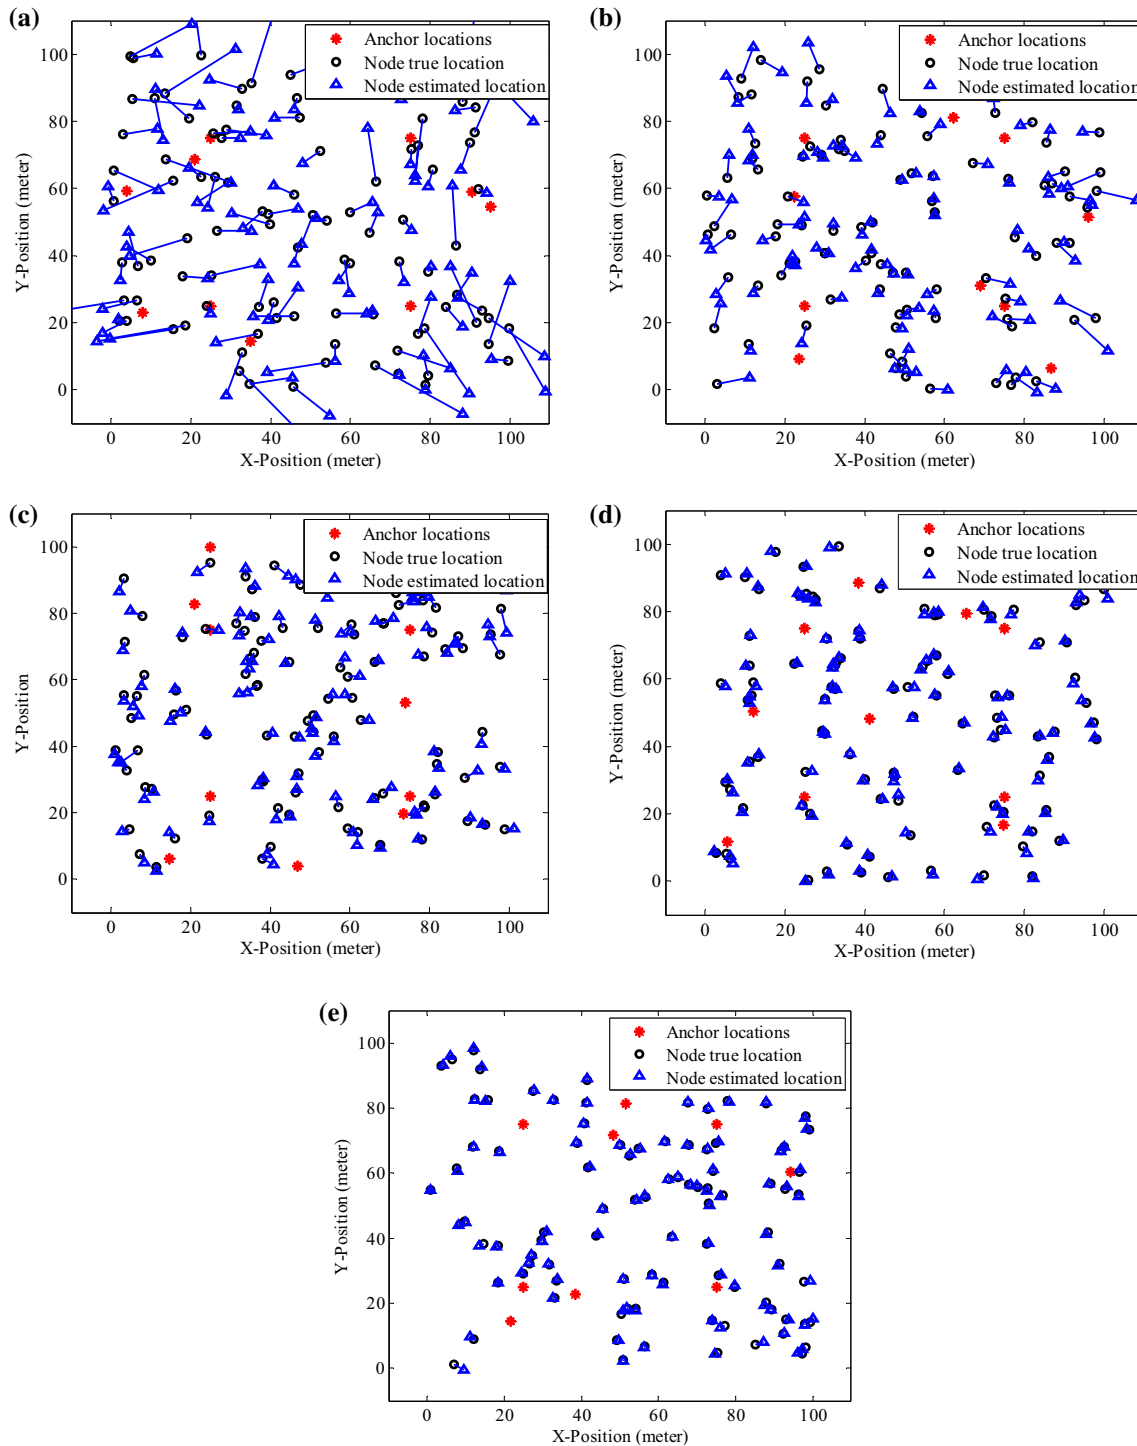 (a)
Anchor locations
Node true location
Node estimated location
100
80
60
40
20
0
Y-Position (meter)
0 20 40 60 80 100
X-Position (meter)
(b)
Anchor locations
Node true location
Node estimated location
100
80
60
40
20
0
Y-Position (meter)
0 20 40 60 80 100
X-Position (meter)
(c)
Anchor locations
Node true location
Node estimated location
100
80
60
40
20
0
Y-Position
0 20 40 60 80 100
X-Position (meter)
(d)
Anchor locations
Node true location
Node estimated location
100
80
60
40
20
0
Y-Position (meter)
0 20 40 60 80 100
X-Position (meter)
(e)
Anchor locations
Node true location
Node estimated location
100
80
60
40
20
0
Y-Position (meter)
0 20 40 60 80 100
X-Position (meter)